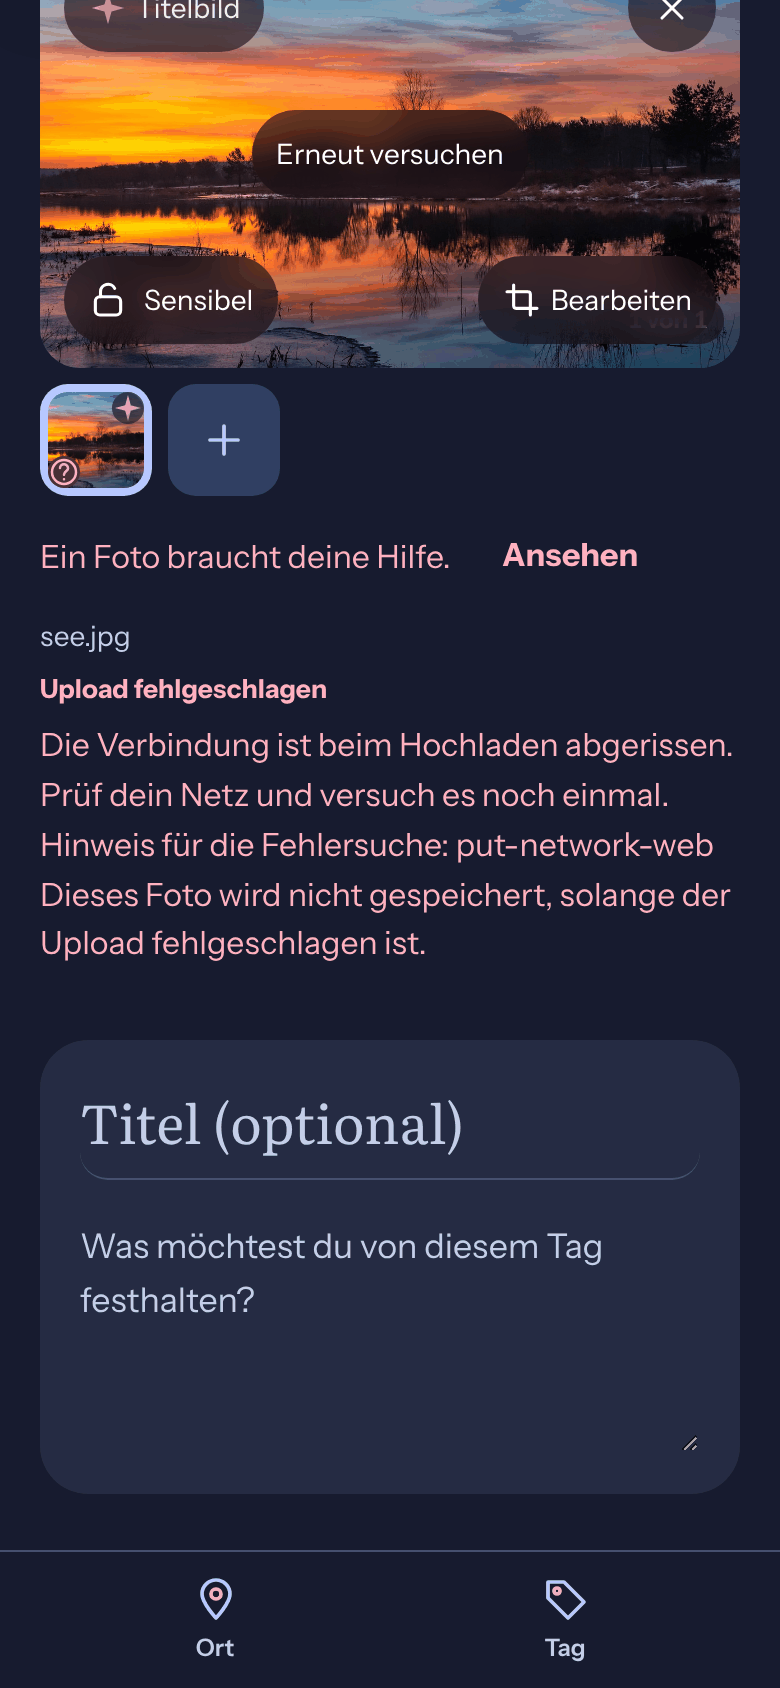 Titelbild
Erneut versuchen
Sensibel
Bearbeiten
1 von 1
Ein Foto braucht deine Hilfe.
Ansehen
see.jpg
Upload fehlgeschlagen
Die Verbindung ist beim Hochladen abgerissen.
Prüf dein Netz und versuch es noch einmal.
Hinweis für die Fehlersuche: put-network-web
Dieses Foto wird nicht gespeichert, solange der
Upload fehlgeschlagen ist.
Titel (optional)
Was möchtest du von diesem Tag
festhalten?
Ort
Tag